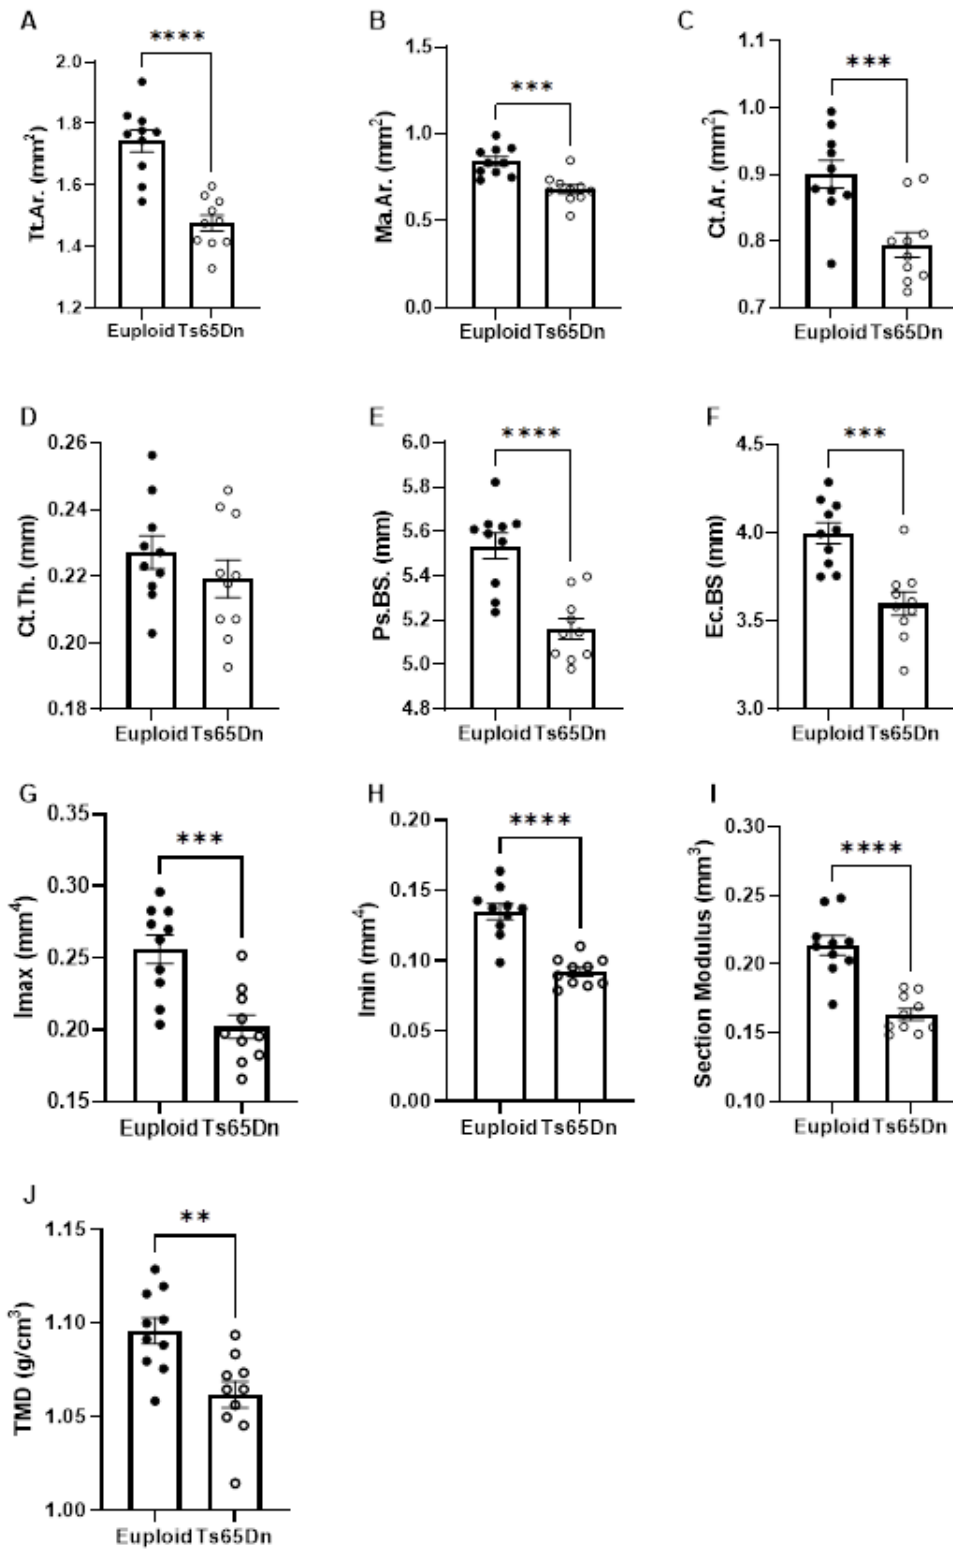 A
B
C
****
***
***
Tt.Ar. (mm²)
2.0
1.8
1.6
1.4
1.2
Euploid Ts65Dn
Ma.Ar. (mm²)
1.5
1.0
0.5
0.0
Euploid Ts65Dn
Ct.Ar. (mm²)
1.1
1.0
0.9
0.8
0.7
Euploid Ts65Dn
D
E
F
****
***
Ct.Th. (mm)
0.26
0.24
0.22
0.20
0.18
Euploid Ts65Dn
Ps.BS. (mm)
6.0
5.8
5.6
5.4
5.2
5.0
4.8
Euploid Ts65Dn
Ec.BS (mm)
4.5
4.0
3.5
3.0
Euploid Ts65Dn
G
H
I
***
****
****
Imax (mm⁴)
0.35
0.30
0.25
0.20
0.15
Euploid Ts65Dn
Imin (mm⁴)
0.20
0.15
0.10
0.05
0.00
Euploid Ts65Dn
Section Modulus (mm³)
0.30
0.25
0.20
0.15
0.10
Euploid Ts65Dn
J
**
TMD (g/cm³)
1.15
1.10
1.05
1.00
Euploid Ts65Dn